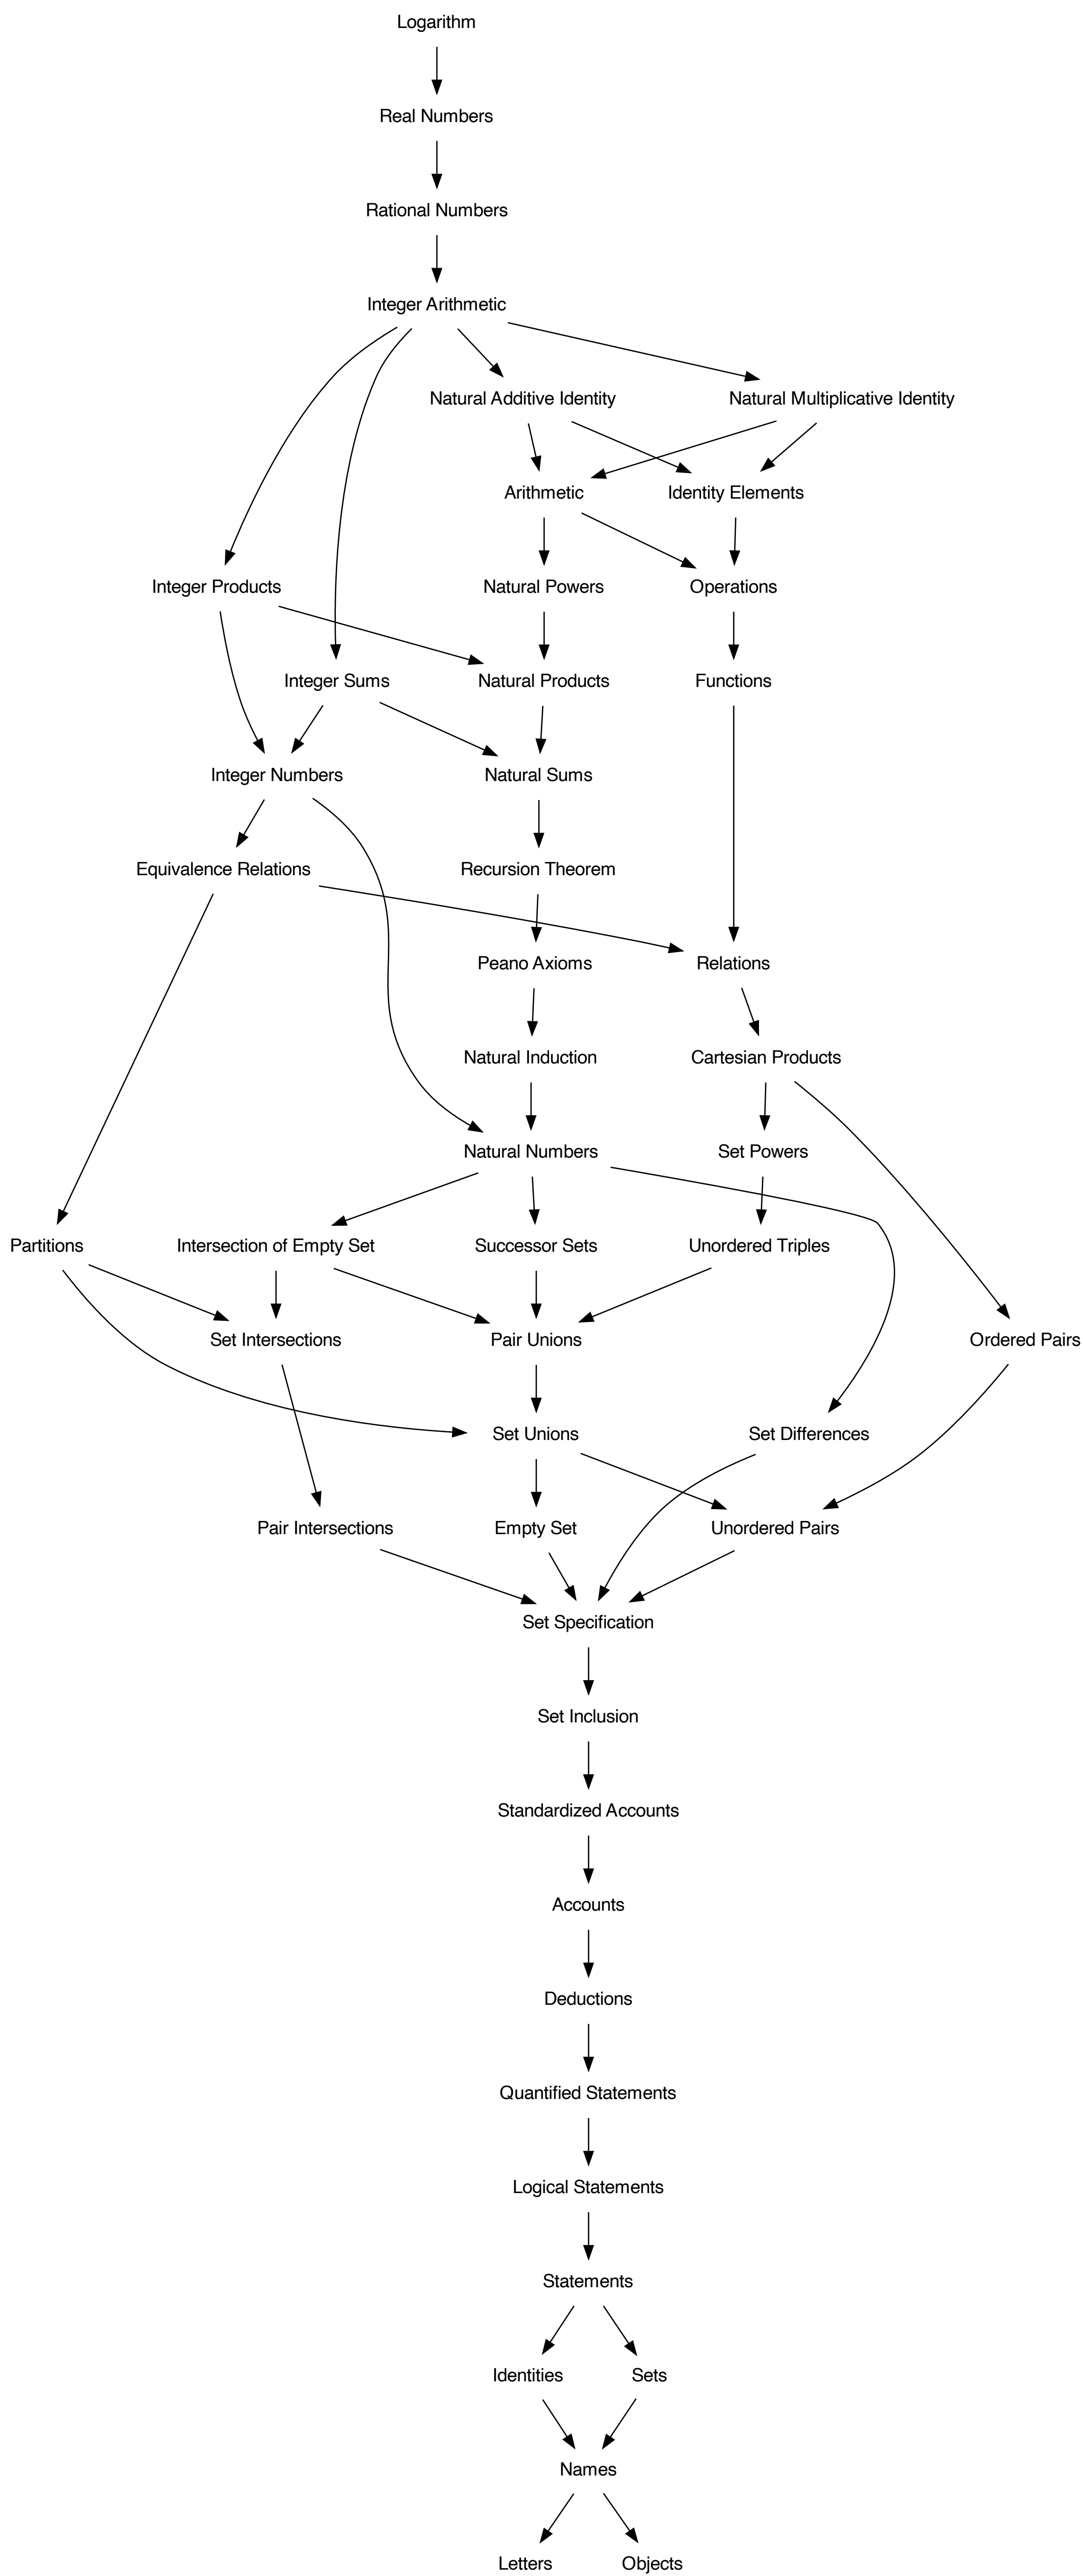 Logarithm
Real Numbers
Rational Numbers
Integer Arithmetic
Natural Additive Identity
Natural Multiplicative Identity
Arithmetic
Identity Elements
Integer Products
Natural Powers
Operations
Integer Sums
Natural Products
Functions
Integer Numbers
Natural Sums
Equivalence Relations
Recursion Theorem
Peano Axioms
Relations
Natural Induction
Cartesian Products
Natural Numbers
Set Powers
Partitions
Intersection of Empty Set
Successor Sets
Unordered Triples
Set Intersections
Pair Unions
Ordered Pairs
Set Unions
Set Differences
Pair Intersections
Empty Set
Unordered Pairs
Set Specification
Set Inclusion
Standardized Accounts
Accounts
Deductions
Quantified Statements
Logical Statements
Statements
Identities
Sets
Names
Letters
Objects